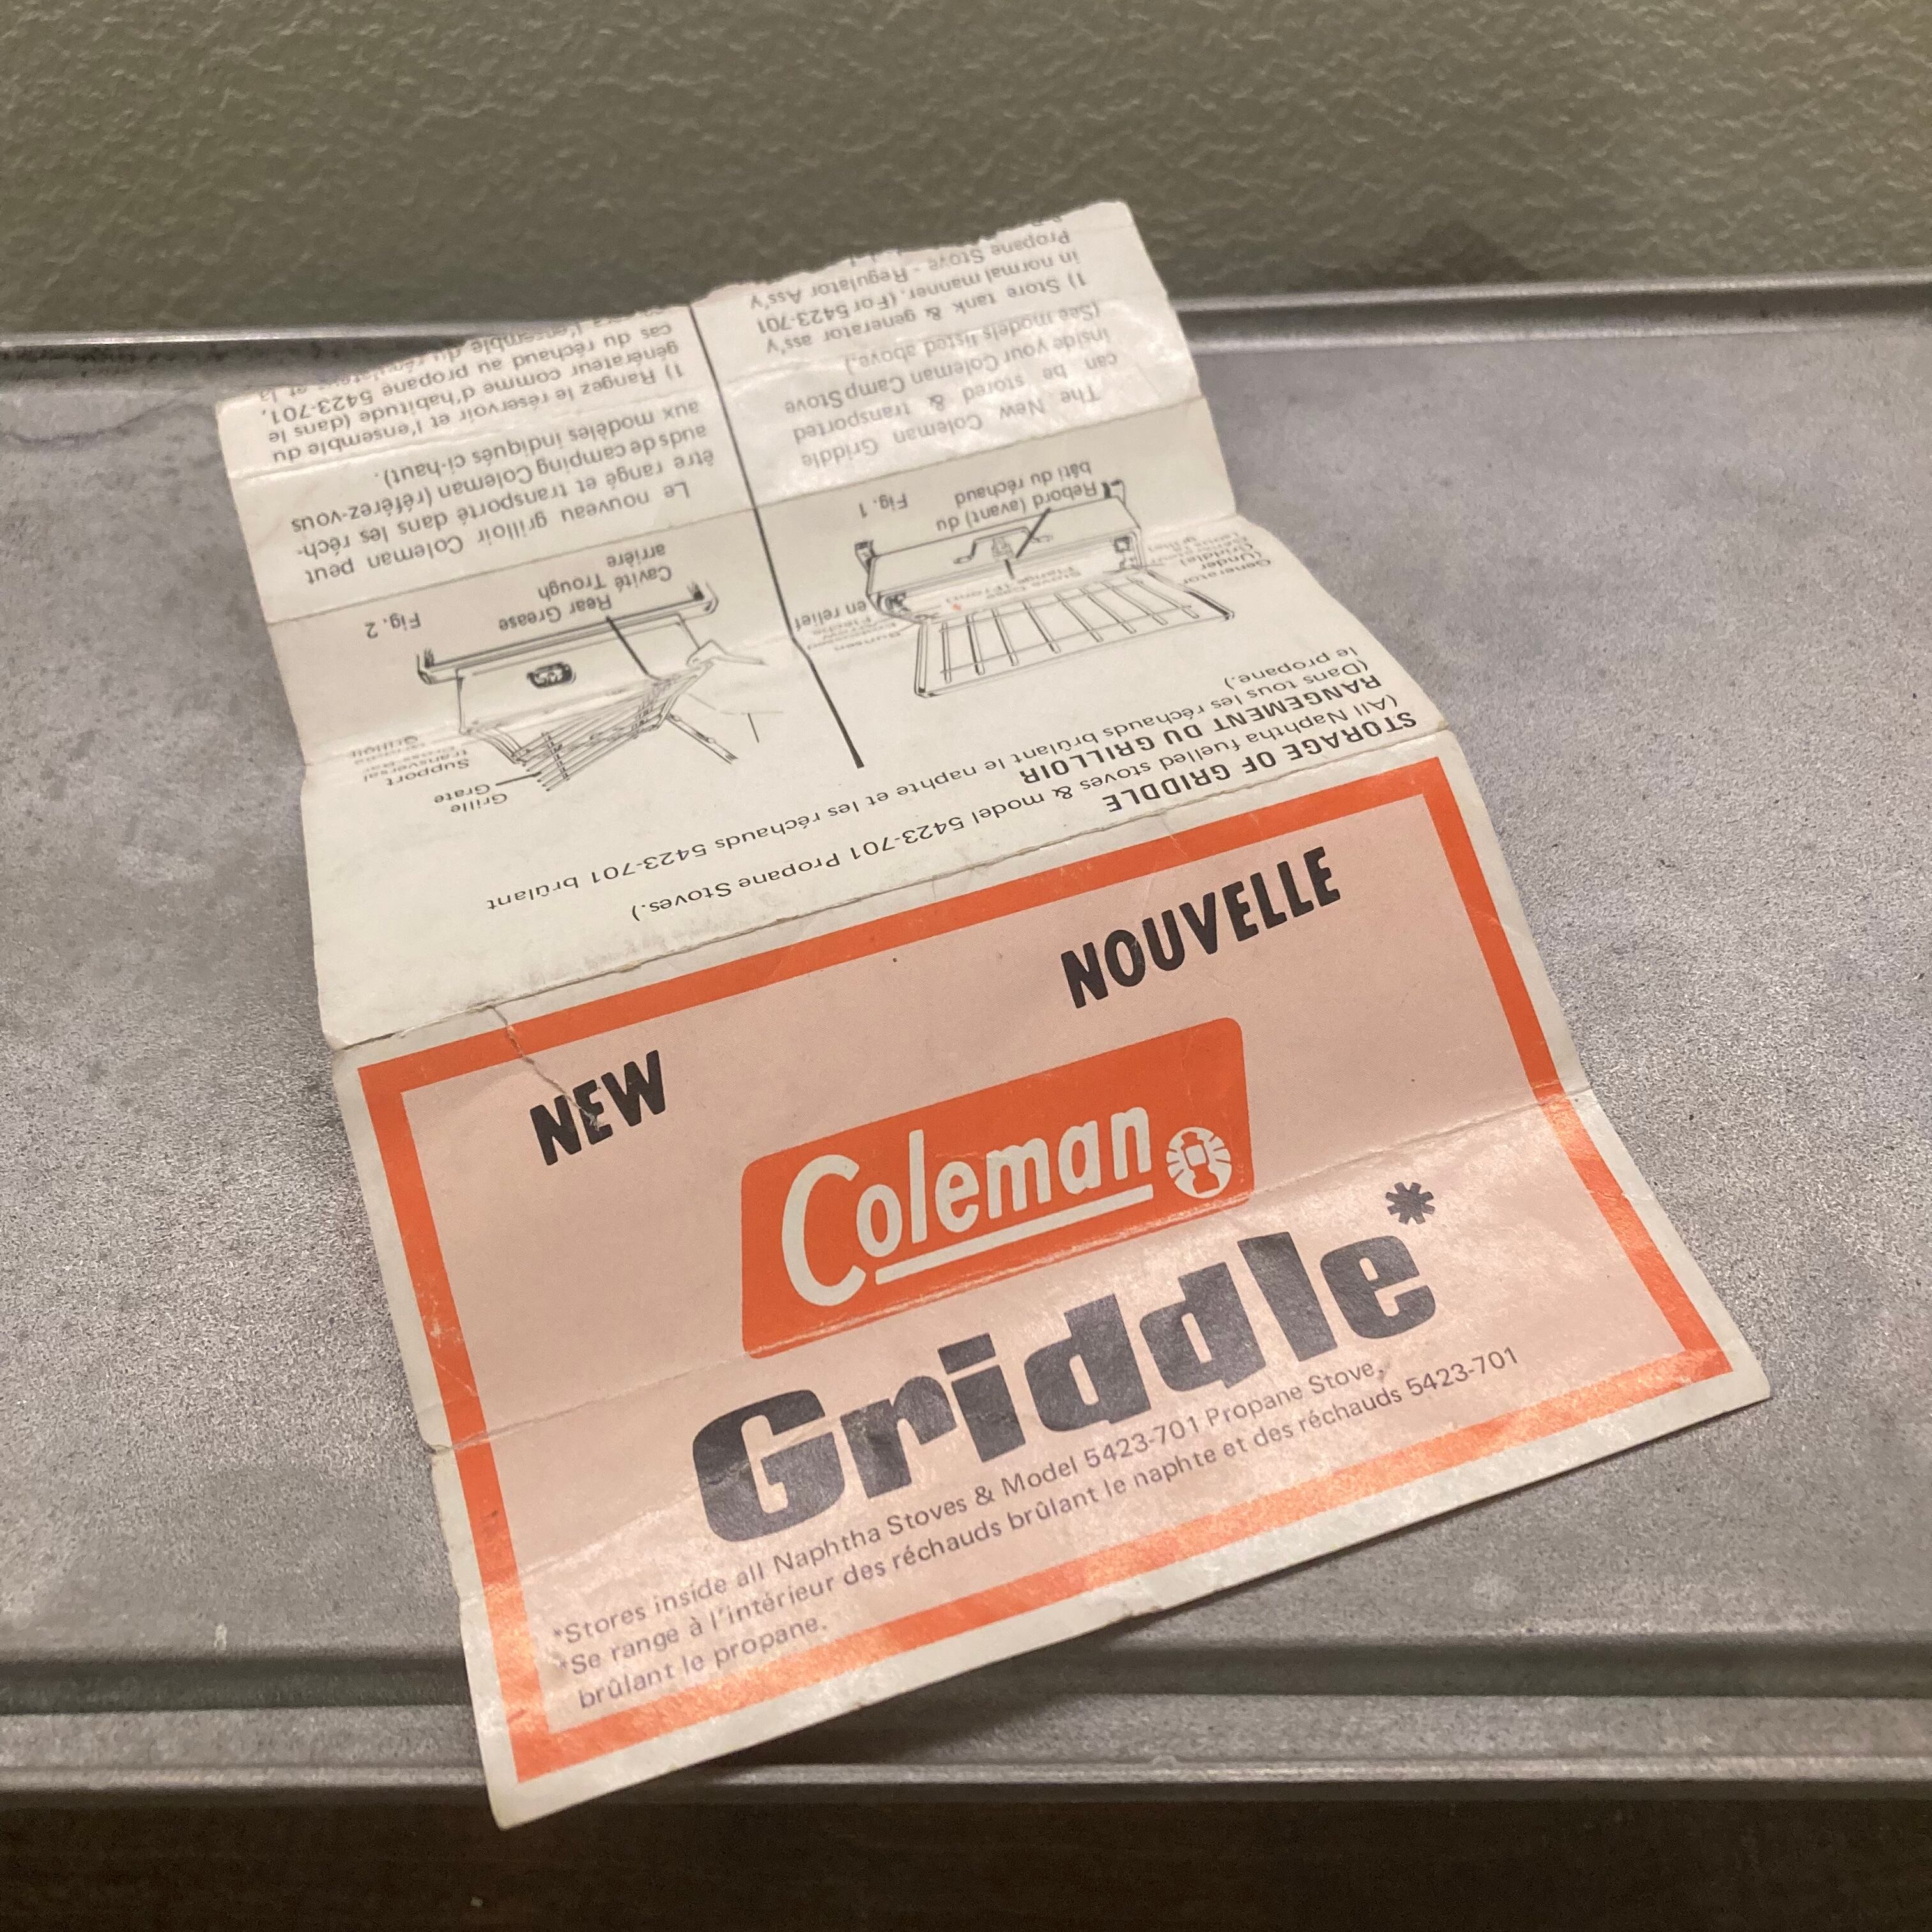 NEW
NOUVELLE
Coleman
Griddle*
*Stores inside all Naphtha Stoves & Model 5423-701 Propane Stove.
*Se range à l'intérieur des réchauds brûlant le naphte et des réchauds 5423-701
brûlant le propane.
STORAGE OF GRIDDLE
(All Naphtha fuelled stoves & model 5423-701 Propane Stoves.)
RANGEMENT DU GRILLOIR
(Dans tous les réchauds brûlant le naphte et les réchauds 5423-701 brûlant
le propane.)
Generator
(Under
Griddle)
Stove
en relief
Rebord (avant) du
bâti du réchaud
Fig. 1
The New Coleman Griddle
can be stored & transported
inside your Coleman Camp Stove
(See models listed above.)
1) Store tank & generator ass'y
in normal manner. (For 5423-701
Propane Stove - Regulator Ass'y
Grille
Grate
Support
transversal
Rear Grease
Cavité Trough
arrière
Fig. 2
Le nouveau grilloir Coleman peut
être rangé et transporté dans les réch-
auds de camping Coleman (référez-vous
aux modèles indiqués ci-haut).
1) Rangez le réservoir et l'ensemble du
générateur comme d'habitude (dans le
cas du réchaud au propane 5423-701,